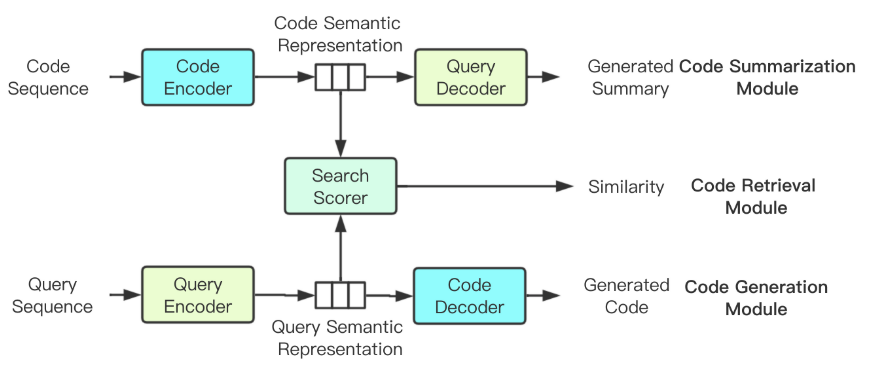 Code Semantic
Representation
Code
Sequence
Code
Encoder
Query
Decoder
Generated
Summary
Code Summarization
Module
Search
Scorer
Similarity
Code Retrieval
Module
Query
Sequence
Query
Encoder
Code
Decoder
Generated
Code
Code Generation
Module
Query Semantic
Representation